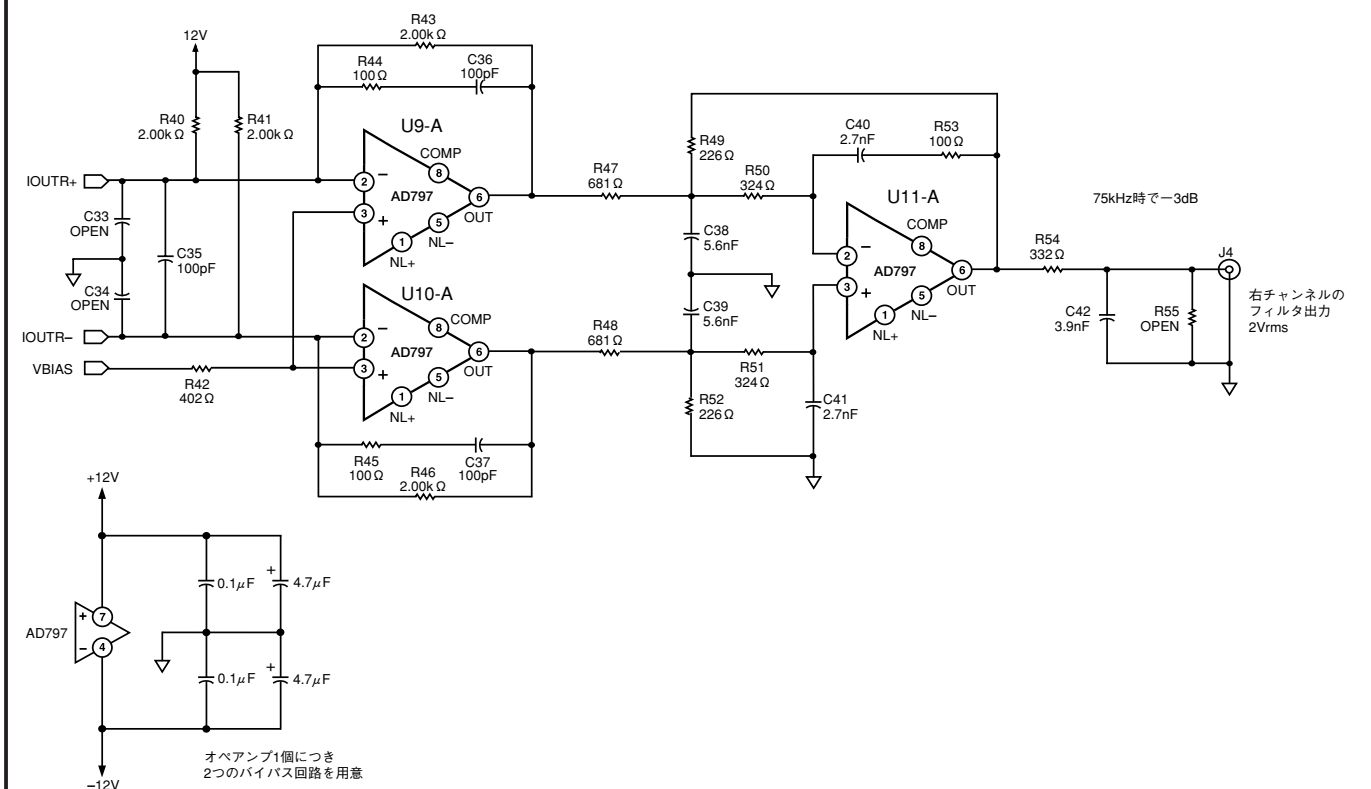 R43
2.00kΩ
12V
R44
100Ω
C36
100pF
R40
2.00kΩ
R41
2.00kΩ
U9-A
COMP
8
2
–
AD797
6
OUT
3
+
5
NL–
1
NL+
IOUTR+
C33
OPEN
C35
100pF
C34
OPEN
IOUTR–
VBIAS
R42
402Ω
U10-A
8
COMP
2
–
AD797
6
OUT
3
+
5
NL–
1
NL+
R45
100Ω
C37
100pF
R46
2.00kΩ
R47
681Ω
R48
681Ω
R49
226Ω
R50
324Ω
C40
2.7nF
R53
100Ω
C38
5.6nF
C39
5.6nF
R51
324Ω
R52
226Ω
C41
2.7nF
U11-A
COMP
8
2
–
AD797
6
OUT
3
+
5
NL–
1
NL+
75kHz時でー3dB
R54
332Ω
J4
C42
3.9nF
R55
OPEN
右チャンネルの
フィルタ出力
2Vrms
+12V
+
7
AD797
–
4
0.1μF
+
4.7μF
0.1μF
+
4.7μF
–12V
オペアンプ1個につき
2つのバイパス回路を用意